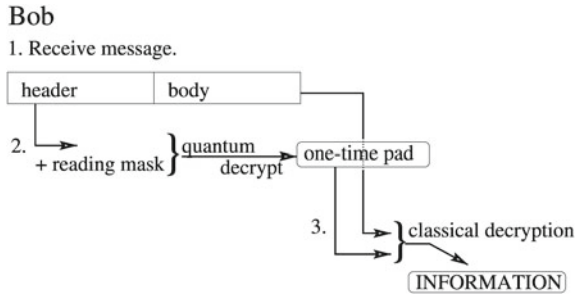 Bob
1. Receive message.
header body
2.
+ reading mask
quantum
decrypt
one-time pad
3.
classical decryption
INFORMATION